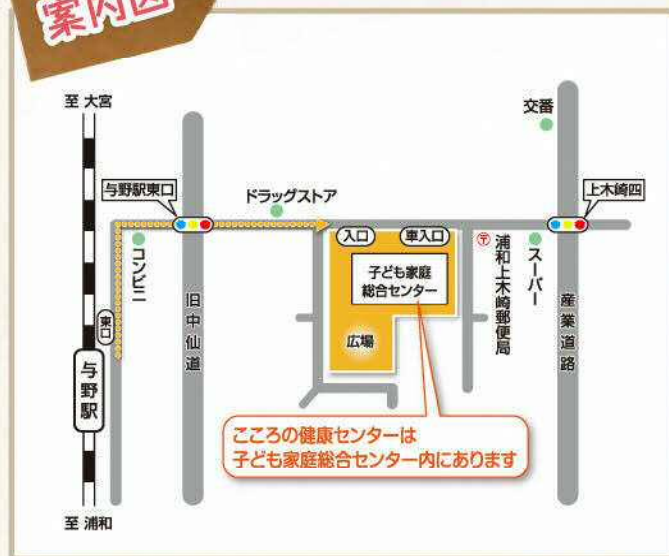 案内図
至 大宮
交番
与野駅東口
ドラッグストア
上木崎四
入口
車入口
コンビニ
子ども家庭
総合センター
〒
浦和上木崎郵便局
スーパー
旧中仙道
産業道路
東口
広場
与野駅
こころの健康センターは
子ども家庭総合センター内にあります
至 浦和